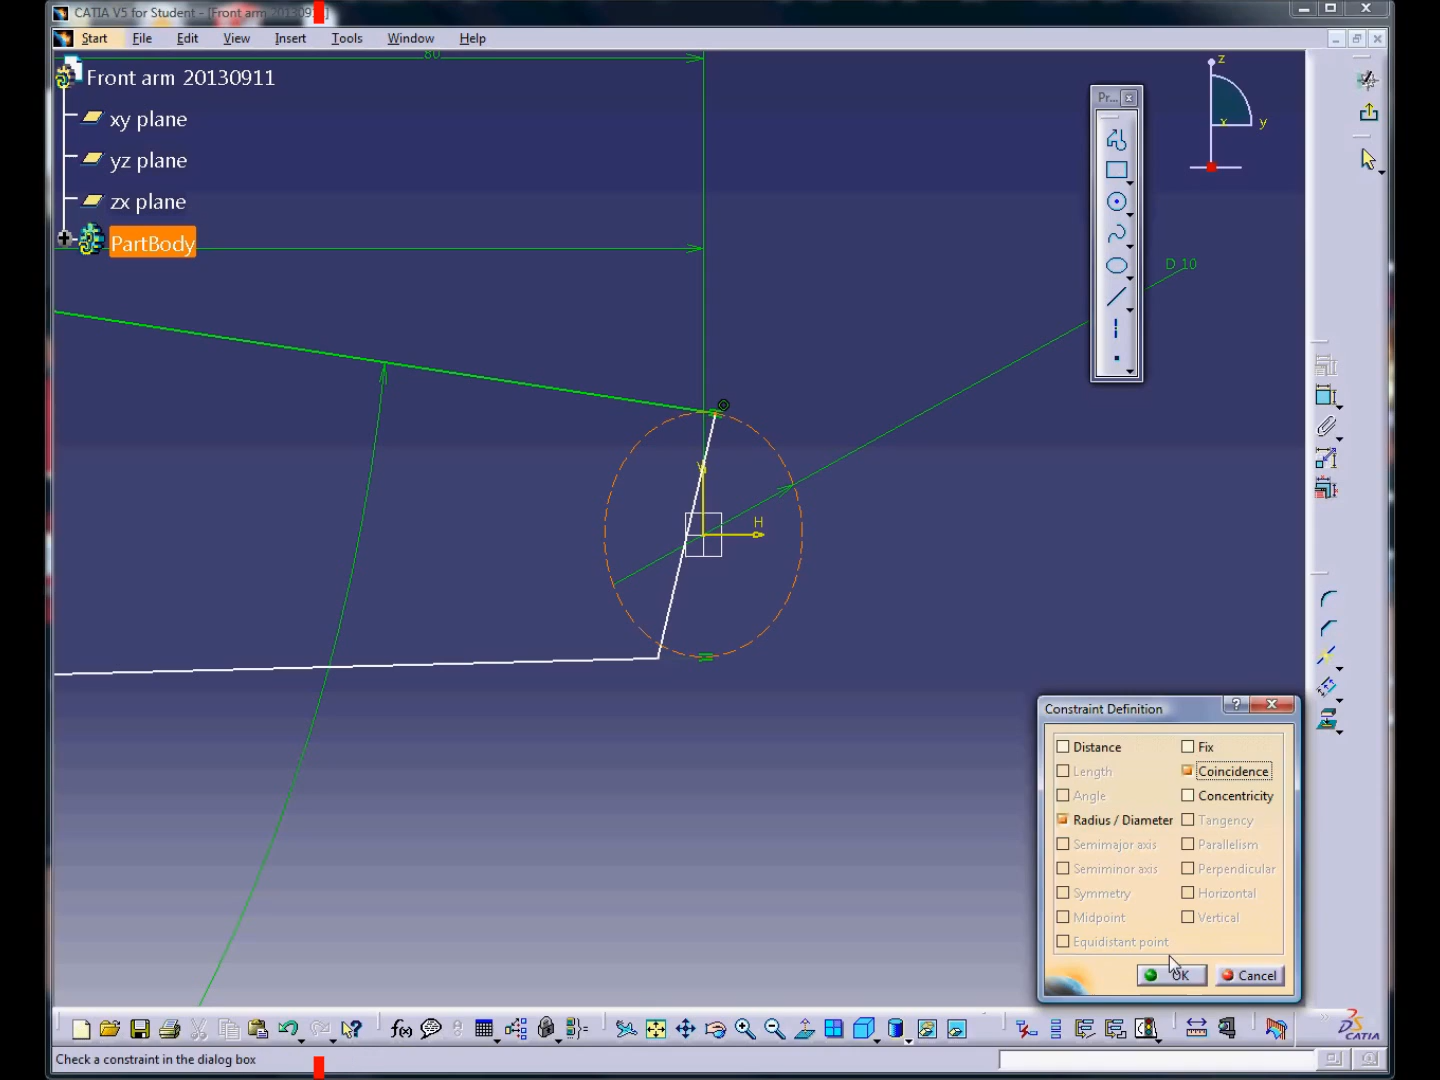 CATIA V5 for Student - [Front arm 201309
Start File Edit View Insert Tools Window Help
80
Front arm 20130911
xy plane
yz plane
zx plane
PartBody
Pr... x
z
x
y
D 10
V
H
Constraint Definition
Distance
Fix
Length
Coincidence
Angle
Concentricity
Radius / Diameter
Tangency
Semimajor axis
Parallelism
Semiminor axis
Perpendicular
Symmetry
Horizontal
Midpoint
Vertical
Equidistant point
OK
Cancel
f(x)
CATIA
Check a constraint in the dialog box